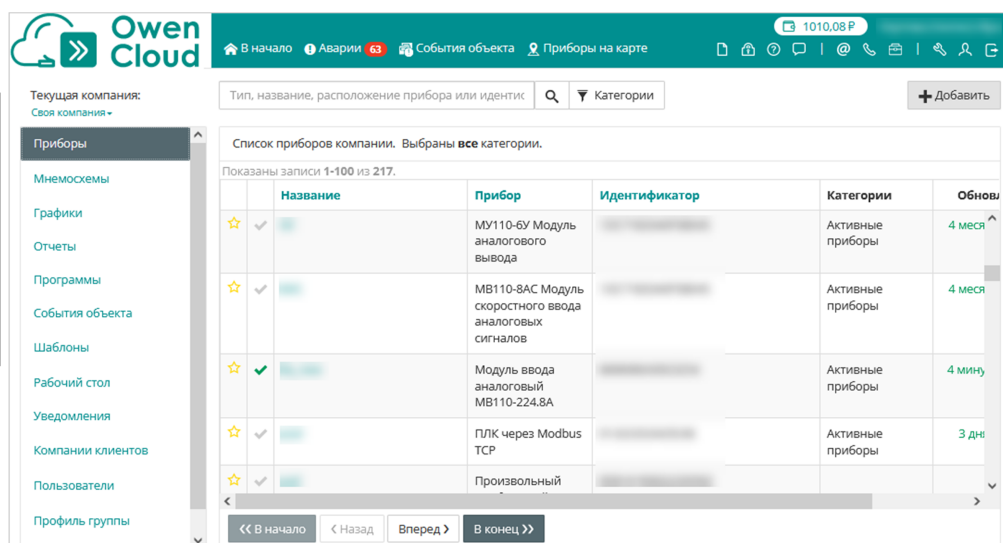 Owen
Cloud
1010,08 ₽
В начало Аварии 63 События объекта Приборы на карте
Текущая компания:
Своя компания
Тип, название, расположение прибора или идентис
Категории
Добавить
Приборы
Мнемосхемы
Графики
Отчеты
Программы
События объекта
Шаблоны
Рабочий стол
Уведомления
Компании клиентов
Пользователи
Профиль группы
Список приборов компании. Выбраны все категории.
Показаны записи 1-100 из 217.
Название Прибор Идентификатор Категории Обновл
МУ110-6У Модуль
аналогового
вывода
Активные
приборы
4 меся
МВ110-8АС Модуль
скоростного ввода
аналоговых
сигналов
Активные
приборы
4 меся
Модуль ввода
аналоговый
МВ110-224.8А
Активные
приборы
4 мину
ПЛК через Modbus
TCP
Активные
приборы
3 дня
Произвольный
В начало Назад Вперед В конец